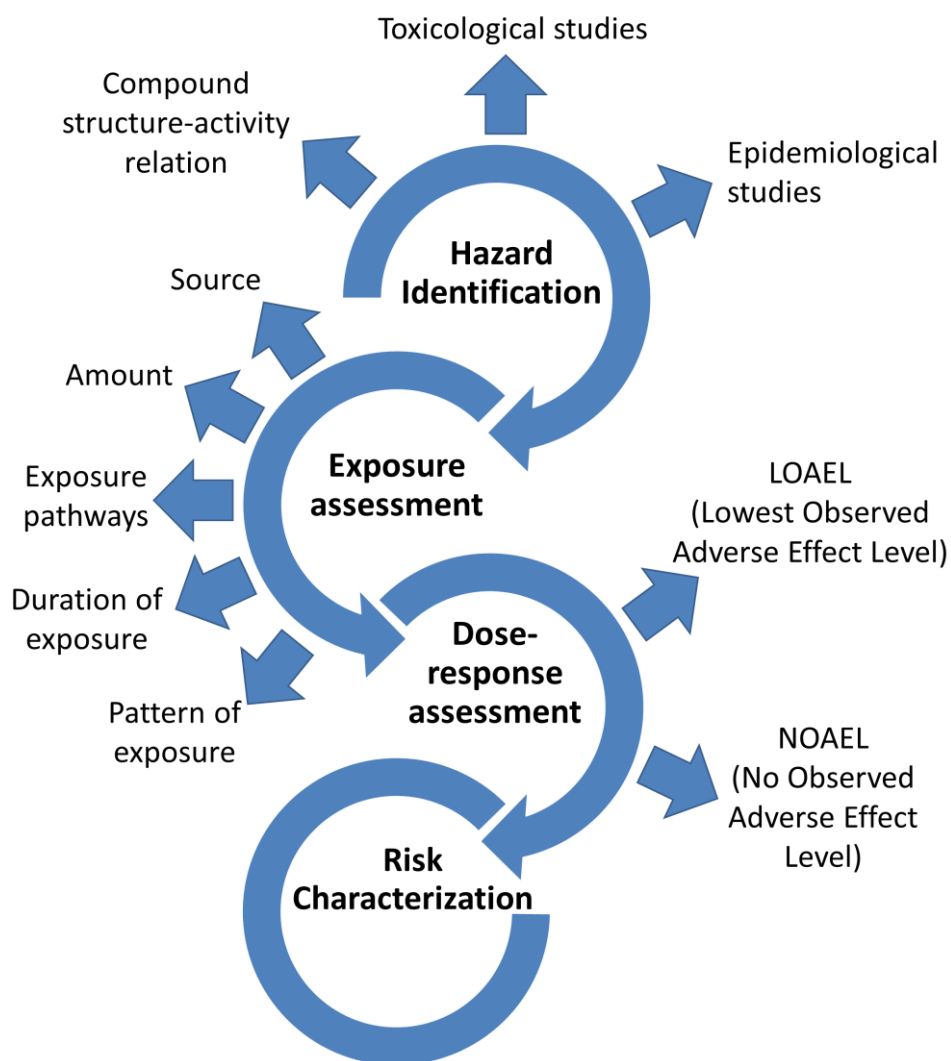 Toxicological studies
Compound
structure-activity
relation
Epidemiological
studies
Hazard
Identification
Source
Amount
Exposure
pathways
Duration of
exposure
Pattern of
exposure
Exposure
assessment
LOAEL
(Lowest Observed
Adverse Effect Level)
Dose-
response
assessment
NOAEL
(No Observed
Adverse Effect
Level)
Risk
Characterization